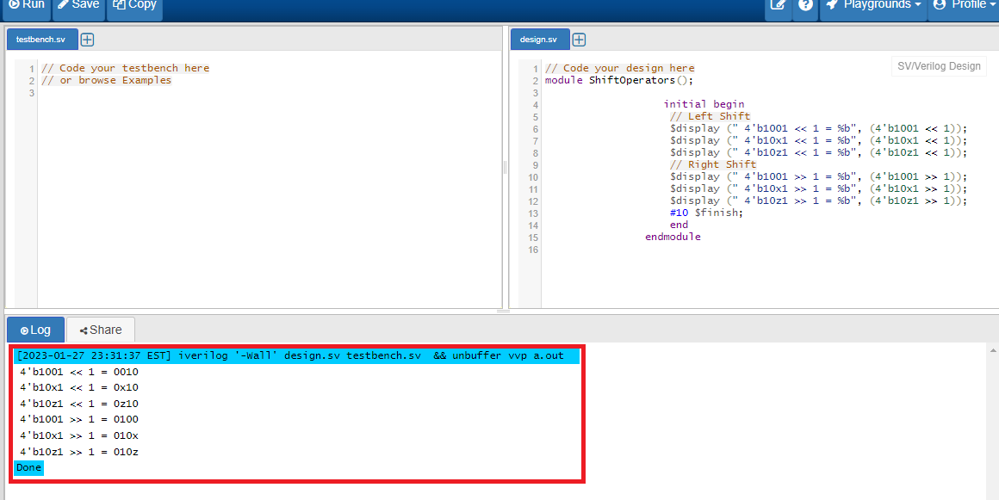 Run Save Copy Playgrounds Profile
testbench.sv
1 // Code your testbench here
2 // or browse Examples
3
design.sv
SV/Verilog Design
1 // Code your design here
2 module ShiftOperators();
3
4 initial begin
5 // Left Shift
6 $display (" 4'b1001 << 1 = %b", (4'b1001 << 1));
7 $display (" 4'b10x1 << 1 = %b", (4'b10x1 << 1));
8 $display (" 4'b10z1 << 1 = %b", (4'b10z1 << 1));
9 // Right Shift
10 $display (" 4'b1001 >> 1 = %b", (4'b1001 >> 1));
11 $display (" 4'b10x1 >> 1 = %b", (4'b10x1 >> 1));
12 $display (" 4'b10z1 >> 1 = %b", (4'b10z1 >> 1));
13 #10 $finish;
14 end
15 endmodule
16
Log Share
[2023-01-27 23:31:37 EST] iverilog '-Wall' design.sv testbench.sv && unbuffer vvp a.out
4'b1001 << 1 = 0010
4'b10x1 << 1 = 0x10
4'b10z1 << 1 = 0z10
4'b1001 >> 1 = 0100
4'b10x1 >> 1 = 010x
4'b10z1 >> 1 = 010z
Done